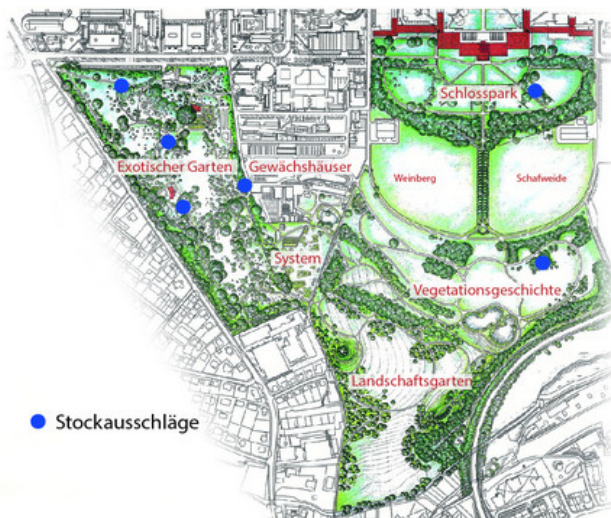 Schlosspark
Exotischer Garten
Gewächshäuser
Weinberg
Schafweide
System
Vegetationsgeschichte
Landschaftsgarten
Stockausschläge